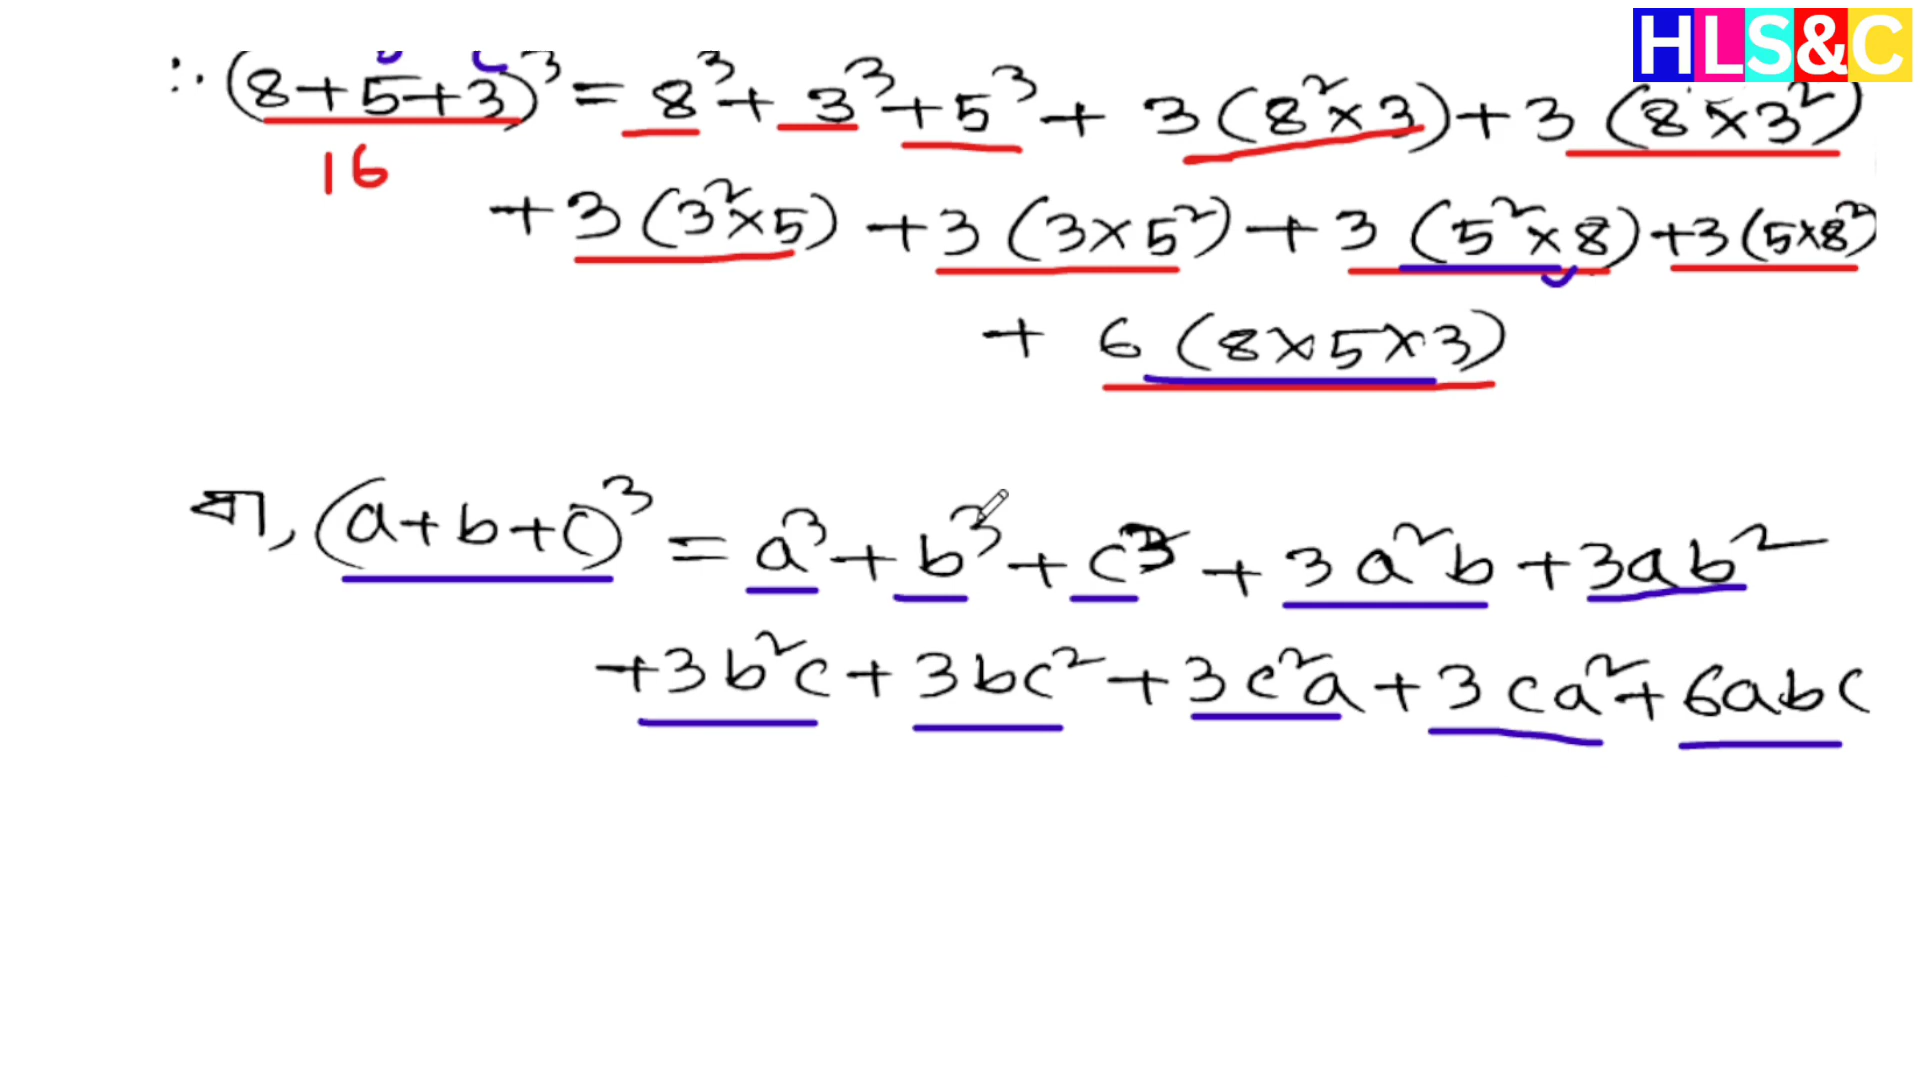 HLS&C
∴ (8+5+3)³ = 8³ + 3³ + 5³ + 3 (8²×3) + 3 (8×3²)
16
+ 3 (3²×5) + 3 (3×5²) + 3 (5²×8) + 3 (5×8²)
+ 6 (8×5×3)
বা, (a+b+c)³ = a³ + b³ + c³ + 3a²b + 3ab²
+ 3b²c + 3bc² + 3c²a + 3ca² + 6abc